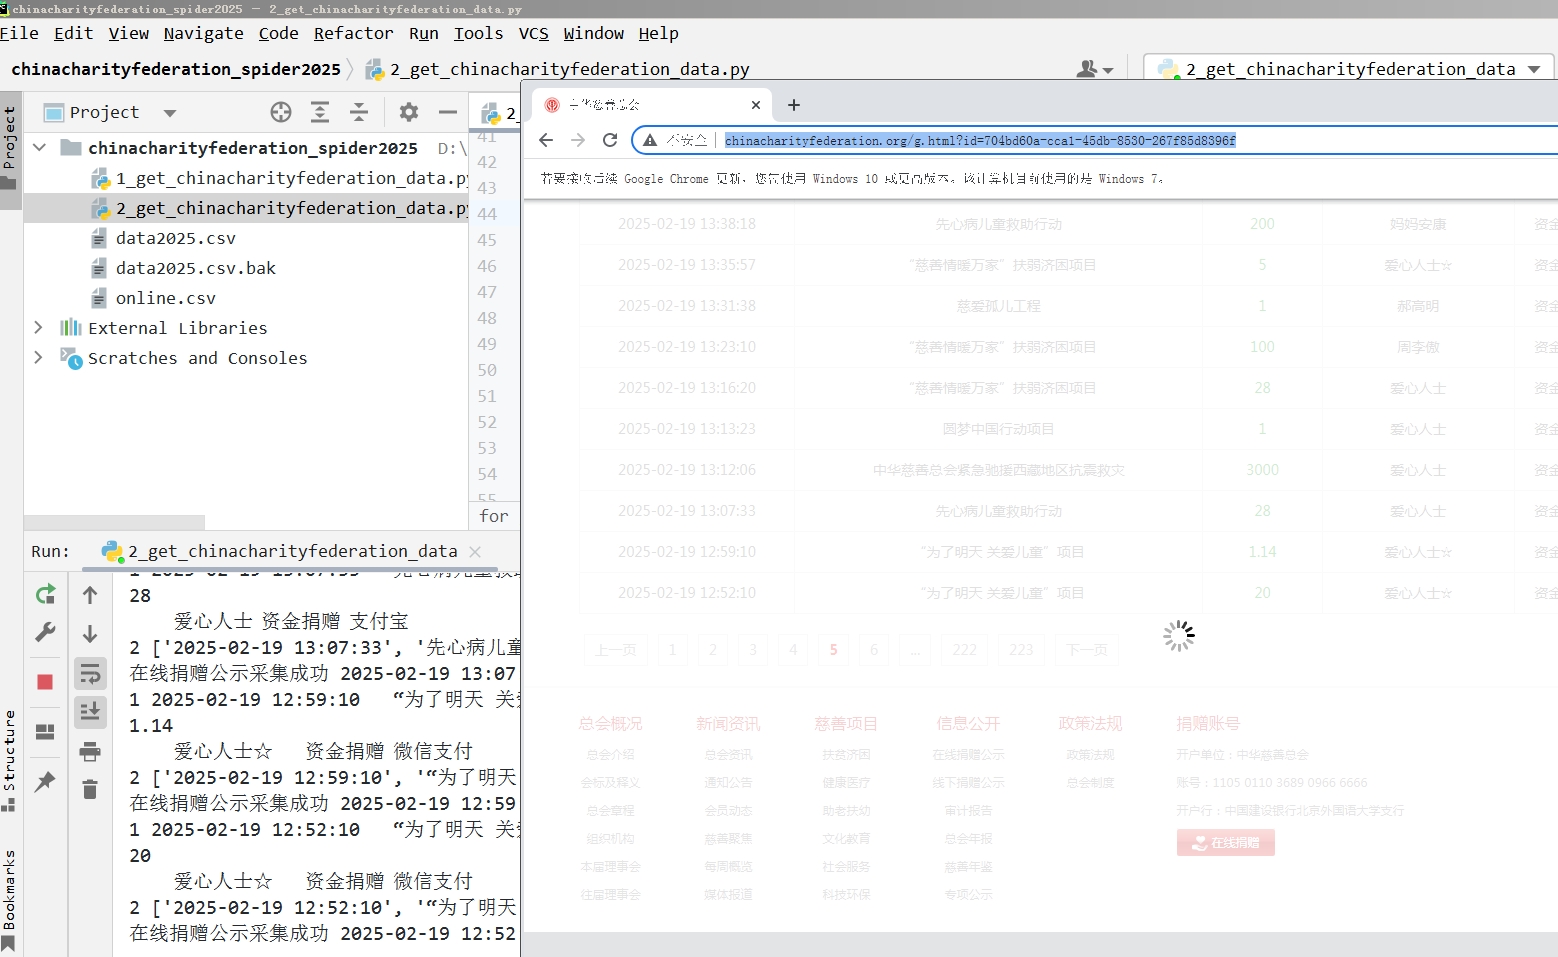 chinacharityfederation_spider2025 – 2_get_chinacharityfederation_data.py
File Edit View Navigate Code Refactor Run Tools VCS Window Help
chinacharityfederation_spider2025 2_get_chinacharityfederation_data.py 2_get_chinacharityfederation_data
Project
Project
2_
中华慈善总会
不安全 chinacharityfederation.org/g.html?id=704bd60a-cca1-45db-8530-267f85d8396f
若要接收后续 Google Chrome 更新，您需使用 Windows 10 或更高版本。该计算机目前使用的是 Windows 7。
chinacharityfederation_spider2025 D:\
1_get_chinacharityfederation_data.py
2_get_chinacharityfederation_data.py
data2025.csv
data2025.csv.bak
online.csv
External Libraries
Scratches and Consoles
41
42
43
44
45
46
47
48
49
50
51
52
53
54
55
for
2025-02-19 13:38:18 先心病儿童救助行动 200 妈妈安康 资金
2025-02-19 13:35:57 “慈善情暖万家”扶弱济困项目 5 爱心人士☆ 资金
2025-02-19 13:31:38 慈爱孤儿工程 1 郝高明 资金
2025-02-19 13:23:10 “慈善情暖万家”扶弱济困项目 100 周李傲 资金
2025-02-19 13:16:20 “慈善情暖万家”扶弱济困项目 28 爱心人士 资金
2025-02-19 13:13:23 圆梦中国行动项目 1 爱心人士 资金
2025-02-19 13:12:06 中华慈善总会紧急驰援西藏地区抗震救灾 3000 爱心人士 资金
2025-02-19 13:07:33 先心病儿童救助行动 28 爱心人士 资金
2025-02-19 12:59:10 “为了明天 关爱儿童”项目 1.14 爱心人士☆ 资金
2025-02-19 12:52:10 “为了明天 关爱儿童”项目 20 爱心人士☆ 资金
上一页 1 2 3 4 5 6 ... 222 223 下一页
总会概况 新闻资讯 慈善项目 信息公开 政策法规 捐赠账号
总会介绍 总会资讯 扶贫济困 在线捐赠公示 政策法规 开户单位：中华慈善总会
会标及释义 通知公告 健康医疗 线下捐赠公示 总会制度 账号：1105 0110 3689 0966 6666
总会章程 会员动态 助老扶幼 审计报告 开户行：中国建设银行北京外国语大学支行
组织机构 慈善聚焦 文化教育 总会年报 在线捐赠
本届理事会 每周概览 社会服务 慈善年鉴
往届理事会 媒体报道 科技环保 专项公示
Run: 2_get_chinacharityfederation_data
1 2025-02-19 13:07:33 先心病儿童救助
28
爱心人士 资金捐赠 支付宝
2 ['2025-02-19 13:07:33', '先心病儿童
在线捐赠公示采集成功 2025-02-19 13:07
1 2025-02-19 12:59:10 “为了明天 关爱
1.14
爱心人士☆ 资金捐赠 微信支付
2 ['2025-02-19 12:59:10', '“为了明天
在线捐赠公示采集成功 2025-02-19 12:59
1 2025-02-19 12:52:10 “为了明天 关爱
20
爱心人士☆ 资金捐赠 微信支付
2 ['2025-02-19 12:52:10', '“为了明天
在线捐赠公示采集成功 2025-02-19 12:52
Structure
Bookmarks